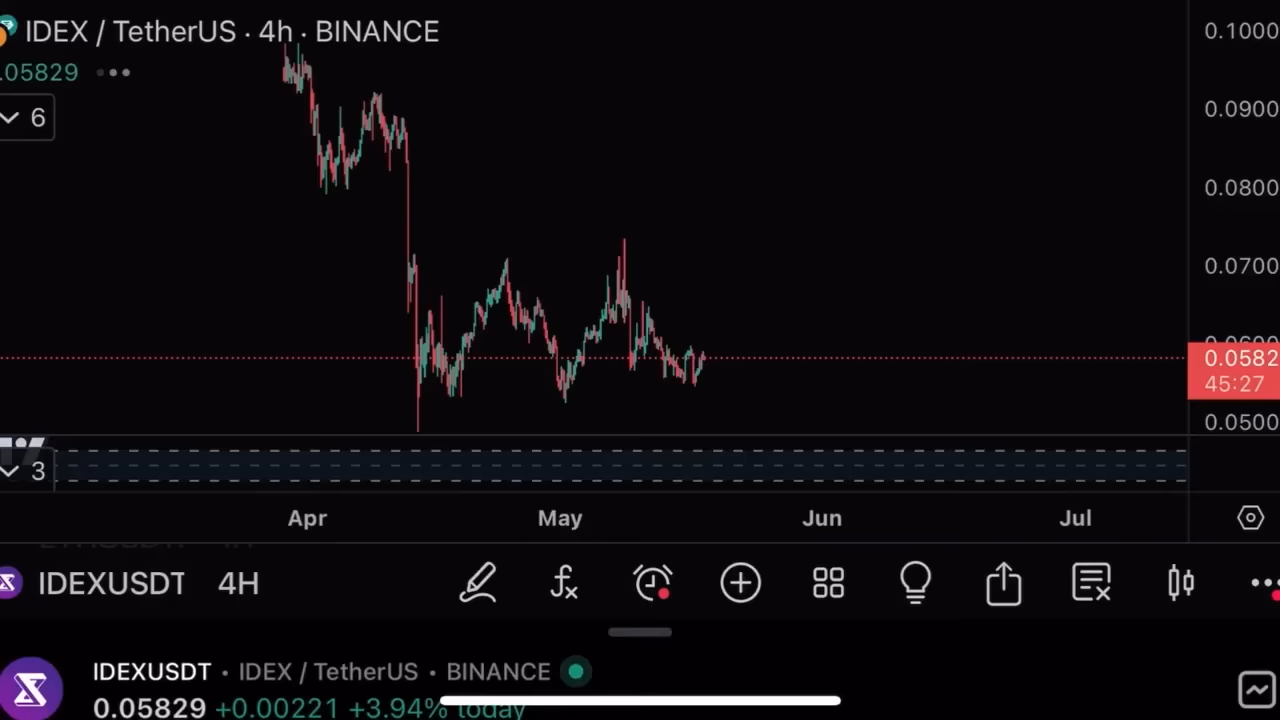 IDEX / TetherUS · 4h · BINANCE
.05829
6
0.1000
0.0900
0.0800
0.0700
0.0582
45:27
0.0500
3
Apr May Jun Jul
IDEXUSDT 4H
IDEXUSDT · IDEX / TetherUS · BINANCE
0.05829 +0.00221 +3.94% today